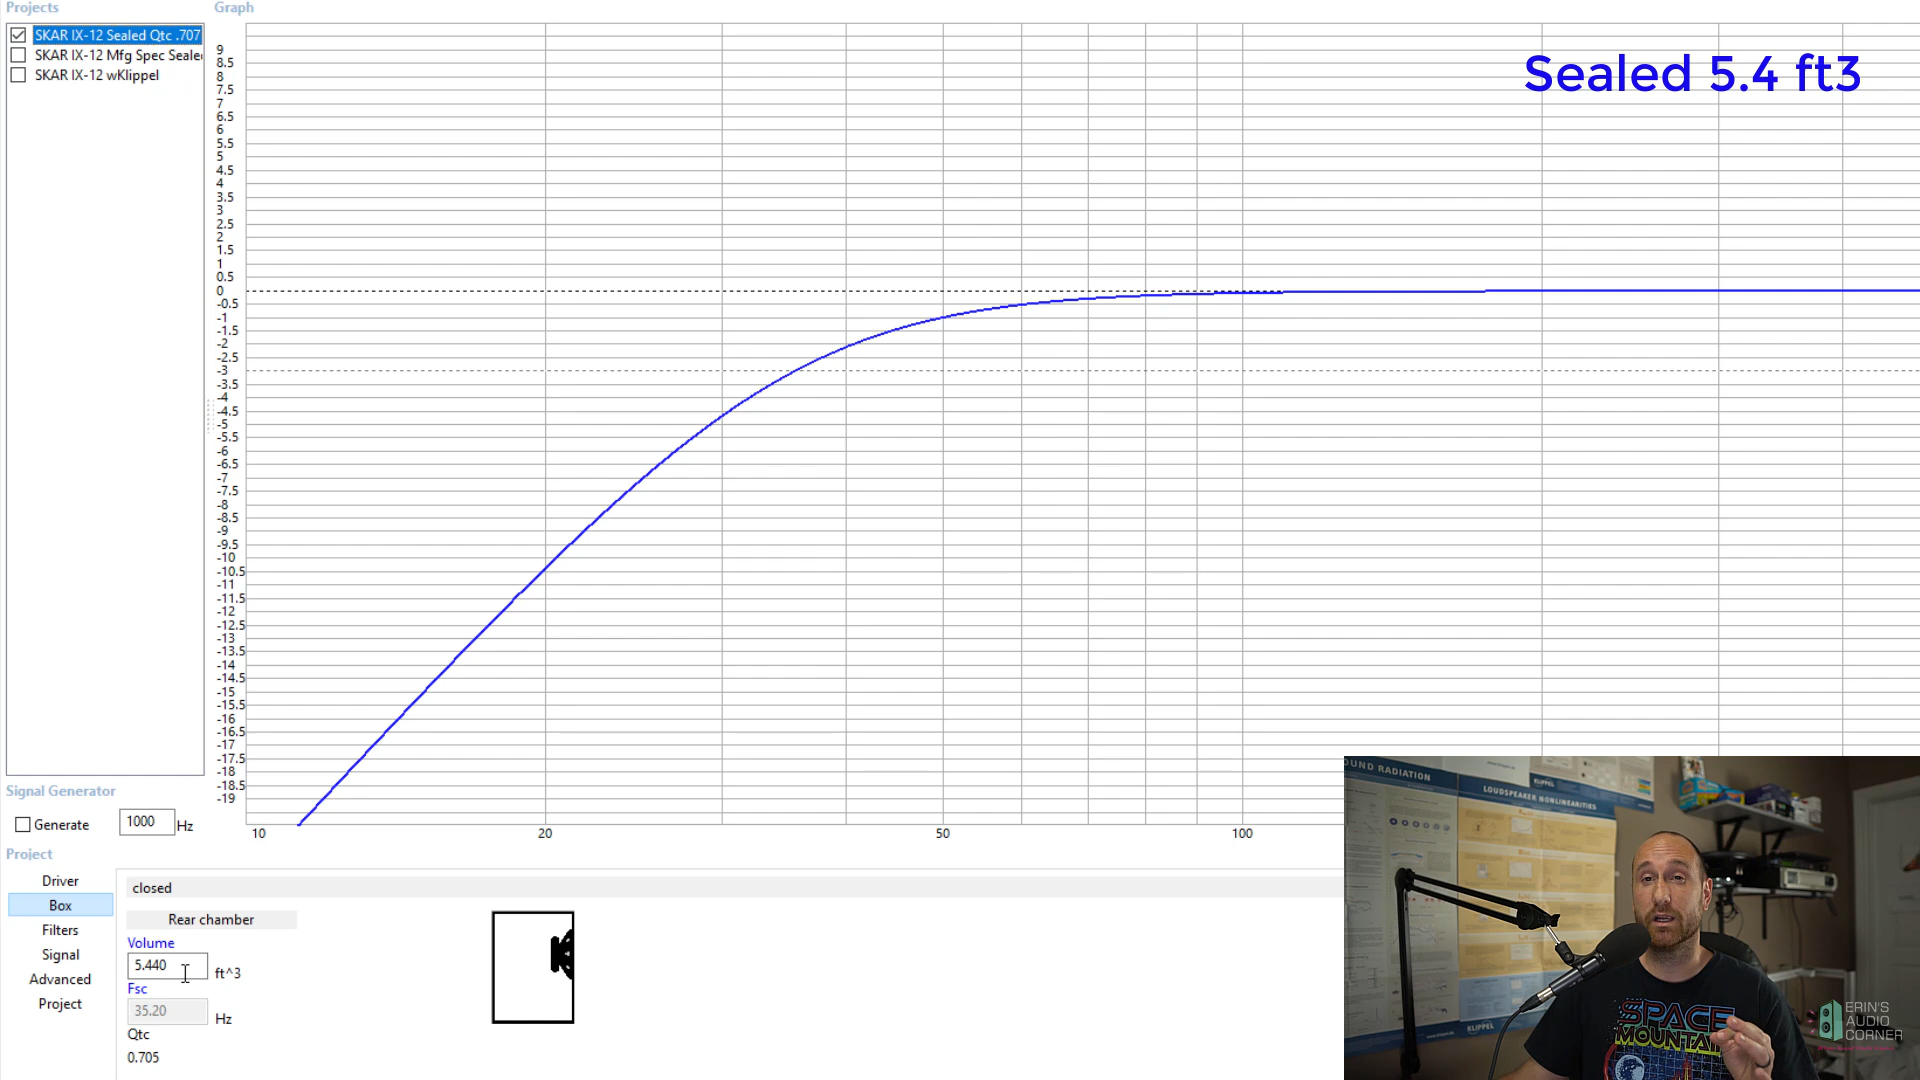 Projects
Graph
SKAR IX-12 Sealed Qtc .707
SKAR IX-12 Mfg Spec Seale
SKAR IX-12 wKlippel
Sealed 5.4 ft3
9
8.5
8
7.5
7
6.5
6
5.5
5
4.5
4
3.5
3
2.5
2
1.5
1
0.5
0
-0.5
-1
-1.5
-2
-2.5
-3
-3.5
-4
-4.5
-5
-5.5
-6
-6.5
-7
-7.5
-8
-8.5
-9
-9.5
-10
-10.5
-11
-11.5
-12
-12.5
-13
-13.5
-14
-14.5
-15
-15.5
-16
-16.5
-17
-17.5
-18
-18.5
-19
10 20 50 100
Signal Generator
Generate 1000 Hz
Project
Driver
Box
Filters
Signal
Advanced
Project
closed
Rear chamber
Volume
5.440 ft^3
Fsc
35.20 Hz
Qtc
0.705
OUND RADIATION
KLIPPEL
LOUDSPEAKER NONLINEARITIES
KLIPPEL
SPACE
MOUNTAI
ERIN'S
AUDIO
CORNER